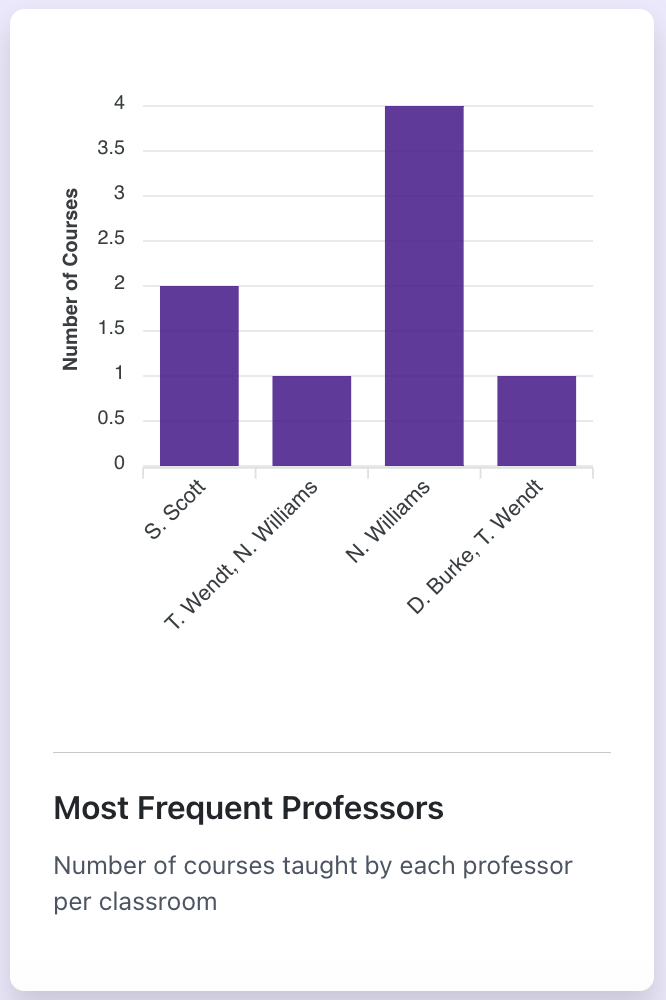 Number of Courses
4
3.5
3
2.5
2
1.5
1
0.5
0
S. Scott
T. Wendt, N. Williams
N. Williams
D. Burke, T. Wendt
Most Frequent Professors
Number of courses taught by each professor
per classroom